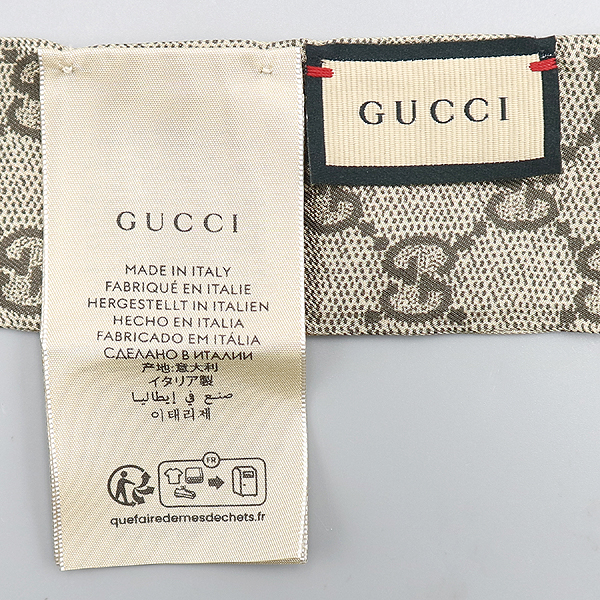 GUCCI
GUCCI
MADE IN ITALY
FABRIQUÉ EN ITALIE
HERGESTELLT IN ITALIEN
HECHO EN ITALIA
FABRICADO EM ITÁLIA
СДЕЛАНО В ИТАЛИИ
产地:意大利
イタリア製
صنع في إيطاليا
이태리제
FR
quefairedemesdechets.fr